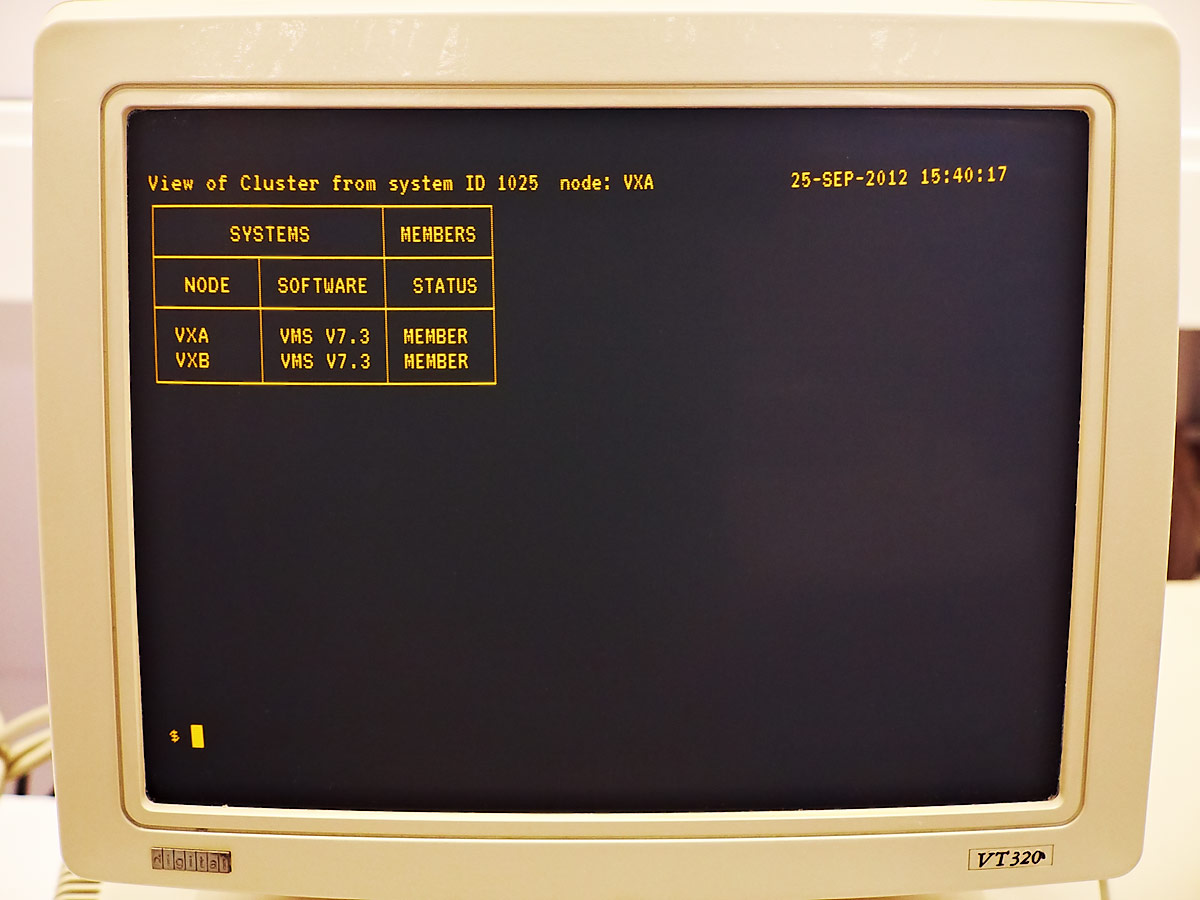 View of Cluster from system ID 1025 node: VXA 25-SEP-2012 15:40:17
SYSTEMS MEMBERS
NODE SOFTWARE STATUS
VXA VMS V7.3 MEMBER
VXB VMS V7.3 MEMBER
$
digital VT320